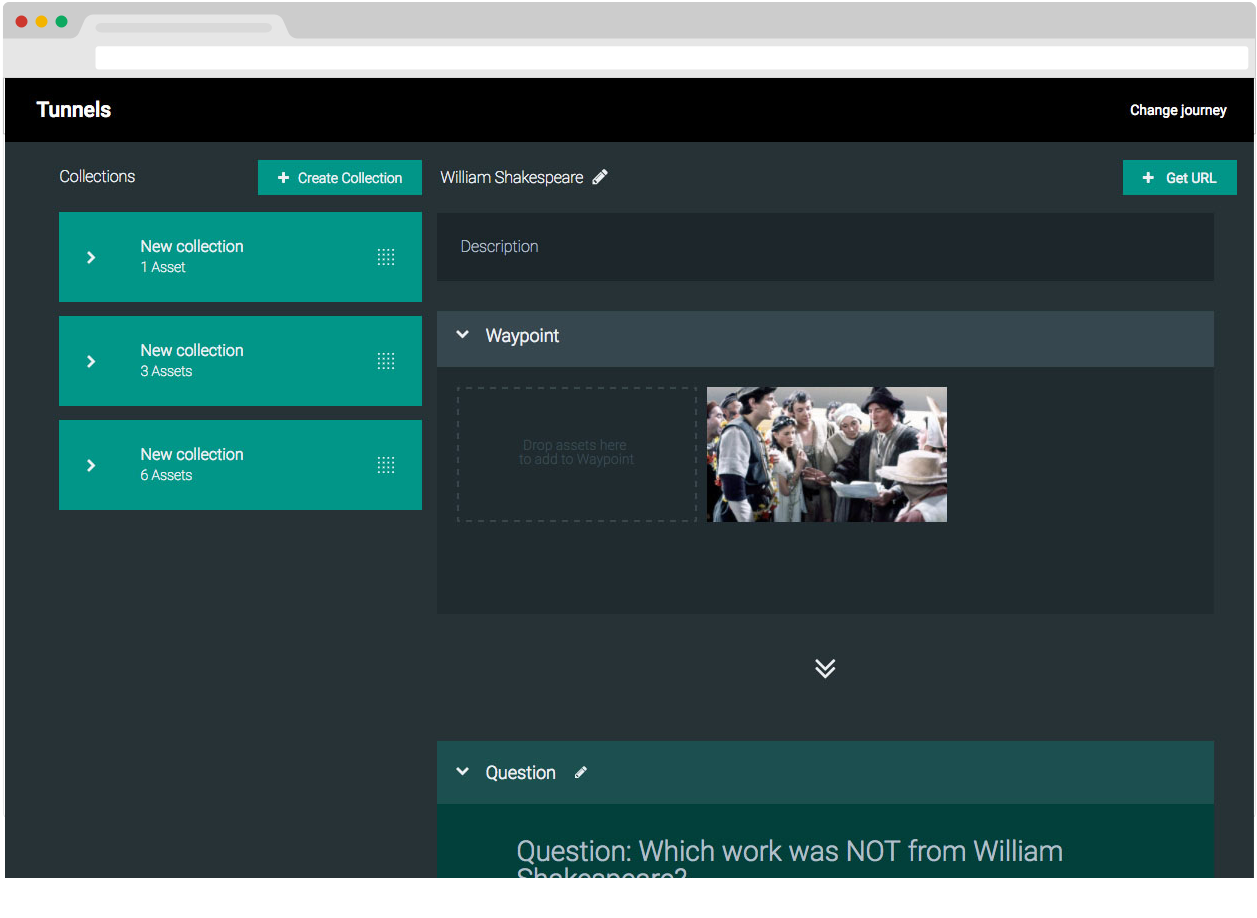 Tunnels
Change journey
Collections
Create Collection
William Shakespeare
Get URL
New collection
1 Asset
New collection
3 Assets
New collection
6 Assets
Description
Waypoint
Drop assets here
to add to Waypoint
Question
Question: Which work was NOT from William
Shakespeare?